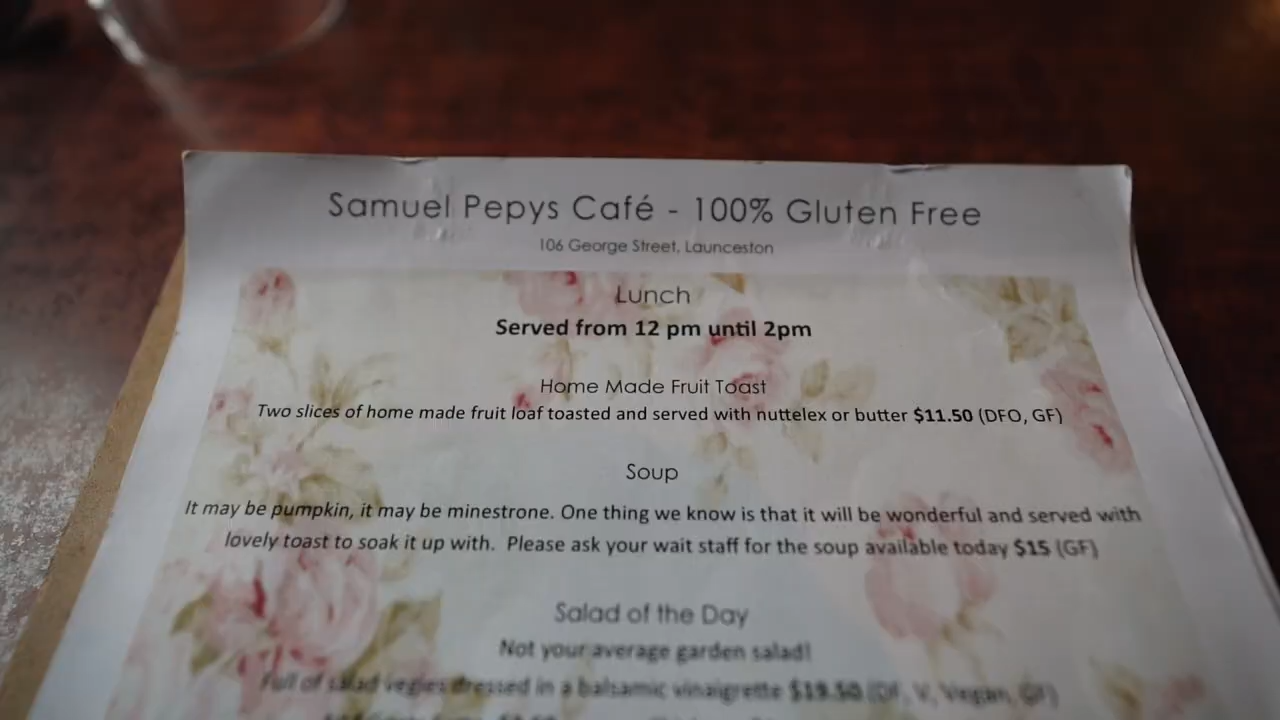 Samuel Pepys Café - 100% Gluten Free
106 George Street, Launceston
Lunch
Served from 12 pm until 2pm
Home Made Fruit Toast
Two slices of home made fruit loaf toasted and served with nuttelex or butter $11.50 (DFO, GF)
Soup
It may be pumpkin, it may be minestrone. One thing we know is that it will be wonderful and served with
lovely toast to soak it up with. Please ask your wait staff for the soup available today $15 (GF)
Salad of the Day
Not your average garden salad!
Full of salad vegies dressed in a balsamic vinaigrette $19.50 (DF, V, Vegan, GF)